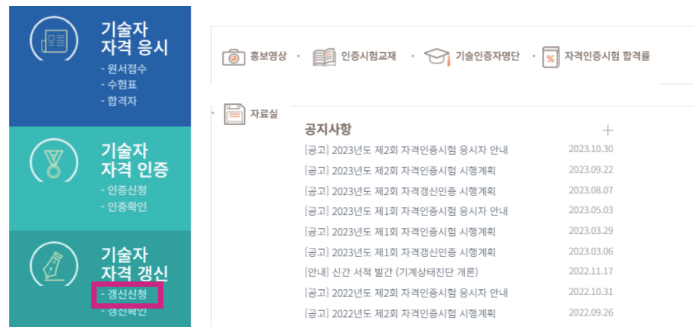 기술자
자격 응시
- 원서접수
- 수험표
- 합격자
기술자
자격 인증
- 인증신청
- 인증확인
기술자
자격 갱신
- 갱신신청
- 갱신확인
홍보영상
인증시험교재
기술인증자명단
자격인증시험 합격률
자료실
공지사항
[공고] 2023년도 제2회 자격인증시험 응시자 안내 2023.10.30
[공고] 2023년도 제2회 자격인증시험 시행계획 2023.09.22
[공고] 2023년도 제2회 자격갱신인증 시행계획 2023.08.07
[공고] 2023년도 제1회 자격인증시험 응시자 안내 2023.05.03
[공고] 2023년도 제1회 자격인증시험 시행계획 2023.03.29
[공고] 2023년도 제1회 자격갱신인증 시행계획 2023.03.06
[안내] 신간 서적 발간 (기계상태진단 개론) 2022.11.17
[공고] 2022년도 제2회 자격인증시험 응시자 안내 2022.10.31
[공고] 2022년도 제2회 자격인증시험 시행계획 2022.09.26